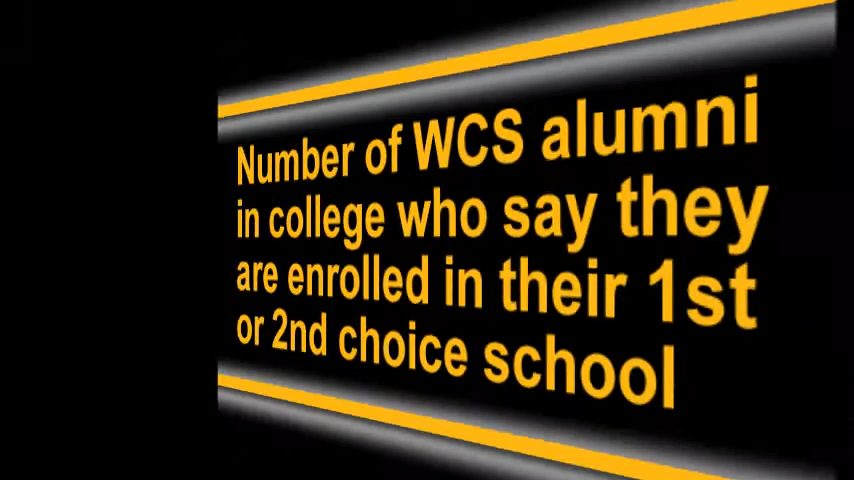 Number of WCS alumni
in college who say they
are enrolled in their 1st
or 2nd choice school